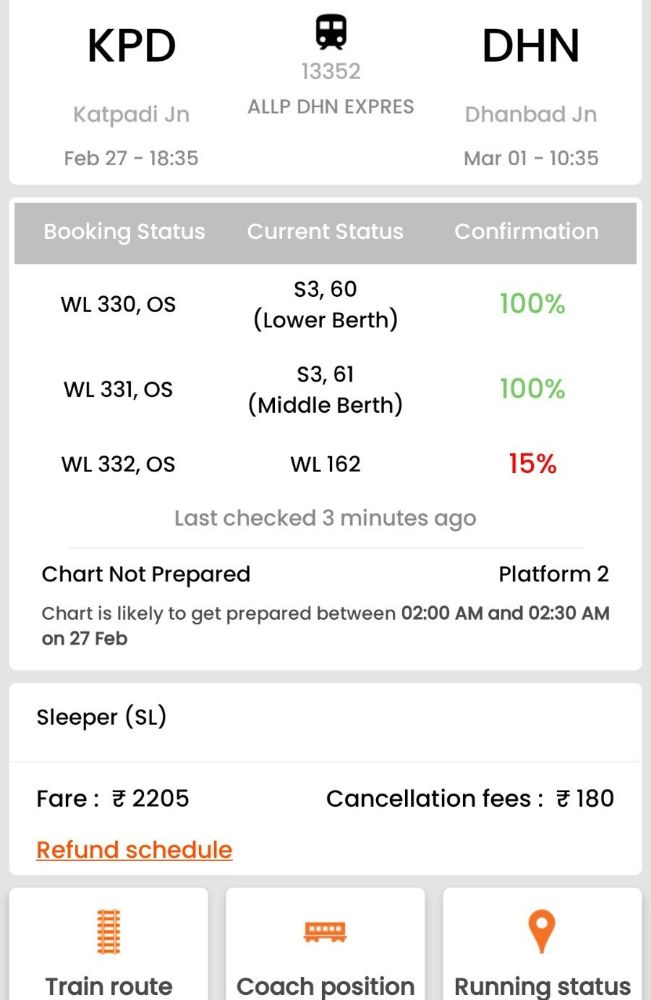 KPD
DHN
13352
ALLP DHN EXPRES
Katpadi Jn
Dhanbad Jn
Feb 27 - 18:35
Mar 01 - 10:35
Booking Status Current Status Confirmation
WL 330, OS S3, 60 (Lower Berth) 100%
WL 331, OS S3, 61 (Middle Berth) 100%
WL 332, OS WL 162 15%
Last checked 3 minutes ago
Chart Not Prepared Platform 2
Chart is likely to get prepared between 02:00 AM and 02:30 AM
on 27 Feb
Sleeper (SL)
Fare : ₹ 2205 Cancellation fees : ₹ 180
Refund schedule
Train route Coach position Running status